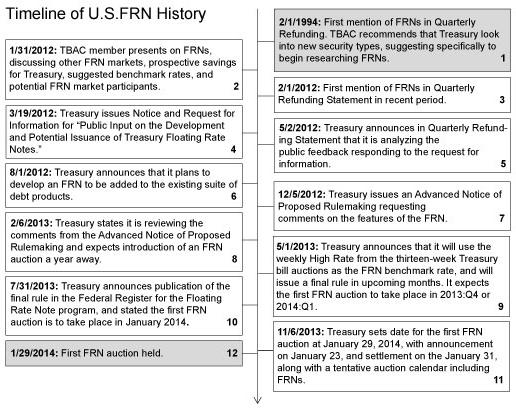 Timeline of U.S.FRN History
2/1/1994: First mention of FRNs in Quarterly
Refunding. TBAC recommends that Treasury look
into new security types, suggesting specifically to
begin researching FRNs.
1
1/31/2012: TBAC member presents on FRNs,
discussing other FRN markets, prospective savings
for Treasury, suggested benchmark rates, and
potential FRN market participants.
2
2/1/2012: First mention of FRNs in Quarterly
Refunding Statement in recent period.
3
3/19/2012: Treasury issues Notice and Request for
Information for “Public Input on the Development
and Potential Issuance of Treasury Floating Rate
Notes.”
4
5/2/2012: Treasury announces in Quarterly Refund-
ing Statement that it is analyzing the
public feedback responding to the request for
information.
5
8/1/2012: Treasury announces that it plans to
develop an FRN to be added to the existing suite of
debt products.
6
12/5/2012: Treasury issues an Advanced Notice of
Proposed Rulemaking requesting
comments on the features of the FRN.
7
2/6/2013: Treasury states it is reviewing the
comments from the Advanced Notice of Proposed
Rulemaking and expects introduction of an FRN
auction a year away.
8
5/1/2013: Treasury announces that it will use the
weekly High Rate from the thirteen-week Treasury
bill auctions as the FRN benchmark rate, and will
issue a final rule in upcoming months. It expects
the first FRN auction to take place in 2013:Q4 or
2014:Q1.
9
7/31/2013: Treasury announces publication of the
final rule in the Federal Register for the Floating
Rate Note program, and stated the first FRN
auction is to take place in January 2014.
10
11/6/2013: Treasury sets date for the first FRN
auction at January 29, 2014, with announcement
on January 23, and settlement on the January 31,
along with a tentative auction calendar including
FRNs.
11
1/29/2014: First FRN auction held.
12